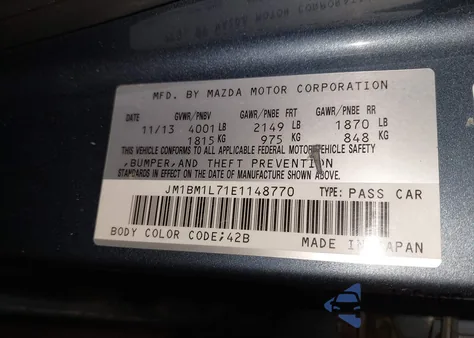 MFD. BY MAZDA MOTOR CORPORATION
GVWR/PNBV GAWR/PNBE FRT GAWR/PNBE RR
DATE
11/13 4001 LB 2149 LB 1870 LB
1815 KG 975 KG 848 KG
THIS VEHICLE CONFORMS TO ALL APPLICABLE FEDERAL MOTOR VEHICLE SAFETY
,BUMPER,AND THEFT PREVENTION
STANDARDS IN EFFECT ON THE DATE OF MANUFACTURE SHOWN ABOVE.
JM1BM1L71E1148770 TYPE: PASS CAR
BODY COLOR CODE;42B
MADE IN JAPAN